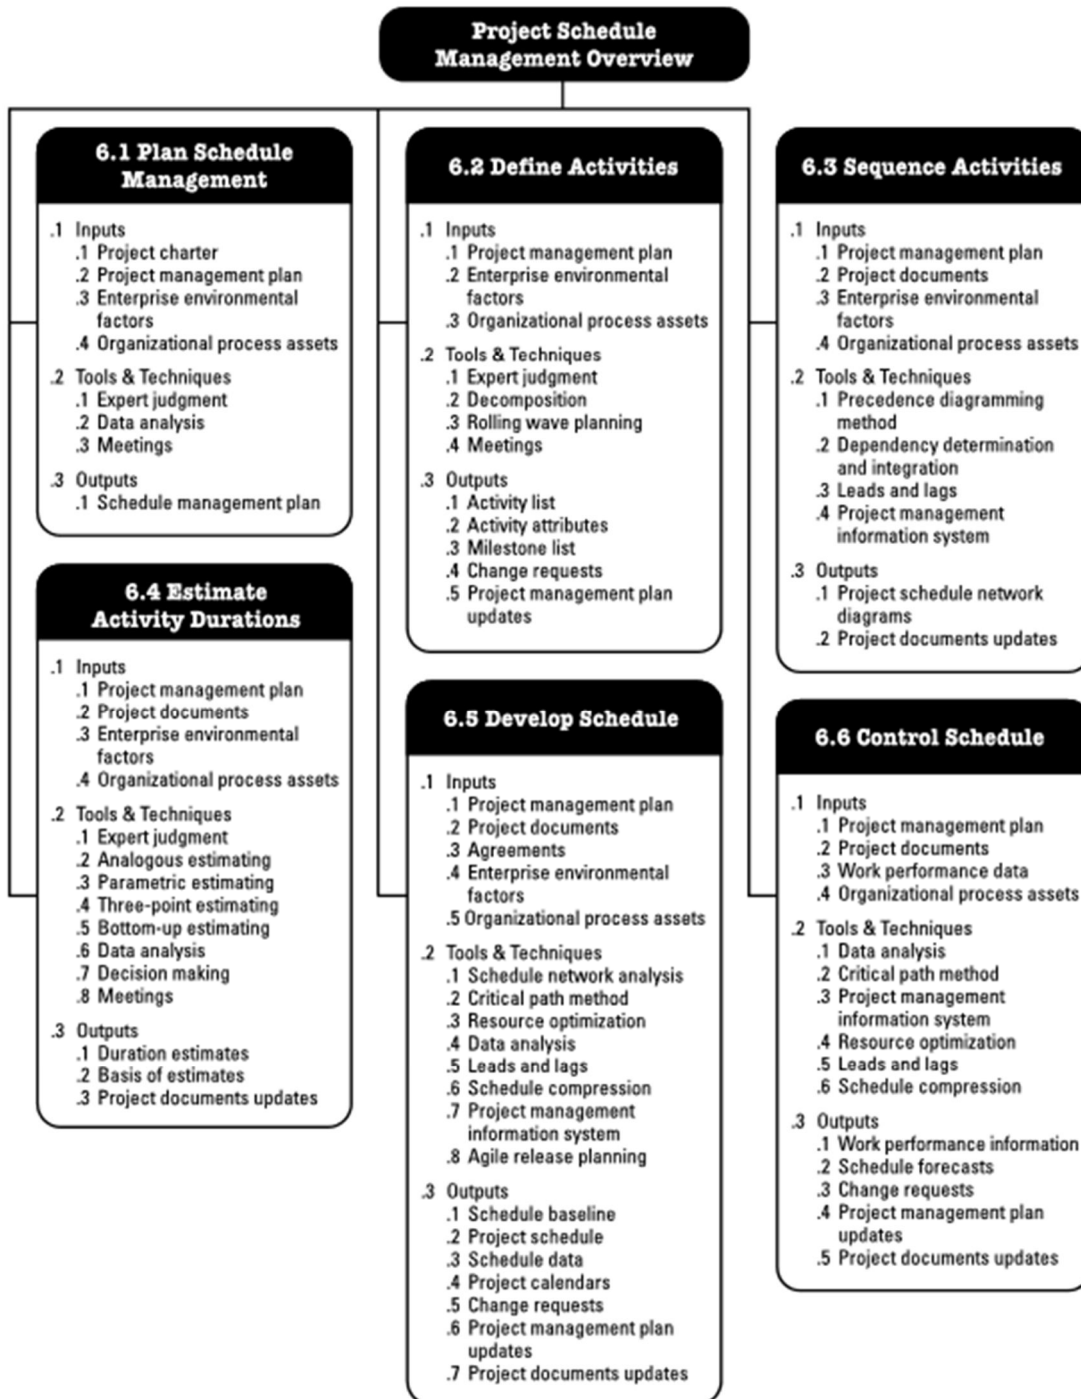 Project Schedule
Management Overview
6.1 Plan Schedule
Management
.1 Inputs
.1 Project charter
.2 Project management plan
.3 Enterprise environmental
factors
.4 Organizational process assets
.2 Tools & Techniques
.1 Expert judgment
.2 Data analysis
.3 Meetings
.3 Outputs
.1 Schedule management plan
6.2 Define Activities
.1 Inputs
.1 Project management plan
.2 Enterprise environmental
factors
.3 Organizational process assets
.2 Tools & Techniques
.1 Expert judgment
.2 Decomposition
.3 Rolling wave planning
.4 Meetings
.3 Outputs
.1 Activity list
.2 Activity attributes
.3 Milestone list
.4 Change requests
.5 Project management plan
updates
6.3 Sequence Activities
.1 Inputs
.1 Project management plan
.2 Project documents
.3 Enterprise environmental
factors
.4 Organizational process assets
.2 Tools & Techniques
.1 Precedence diagramming
method
.2 Dependency determination
and integration
.3 Leads and lags
.4 Project management
information system
.3 Outputs
.1 Project schedule network
diagrams
.2 Project documents updates
6.4 Estimate
Activity Durations
.1 Inputs
.1 Project management plan
.2 Project documents
.3 Enterprise environmental
factors
.4 Organizational process assets
.2 Tools & Techniques
.1 Expert judgment
.2 Analogous estimating
.3 Parametric estimating
.4 Three-point estimating
.5 Bottom-up estimating
.6 Data analysis
.7 Decision making
.8 Meetings
.3 Outputs
.1 Duration estimates
.2 Basis of estimates
.3 Project documents updates
6.5 Develop Schedule
.1 Inputs
.1 Project management plan
.2 Project documents
.3 Agreements
.4 Enterprise environmental
factors
.5 Organizational process assets
.2 Tools & Techniques
.1 Schedule network analysis
.2 Critical path method
.3 Resource optimization
.4 Data analysis
.5 Leads and lags
.6 Schedule compression
.7 Project management
information system
.8 Agile release planning
.3 Outputs
.1 Schedule baseline
.2 Project schedule
.3 Schedule data
.4 Project calendars
.5 Change requests
.6 Project management plan
updates
.7 Project documents updates
6.6 Control Schedule
.1 Inputs
.1 Project management plan
.2 Project documents
.3 Work performance data
.4 Organizational process assets
.2 Tools & Techniques
.1 Data analysis
.2 Critical path method
.3 Project management
information system
.4 Resource optimization
.5 Leads and lags
.6 Schedule compression
.3 Outputs
.1 Work performance information
.2 Schedule forecasts
.3 Change requests
.4 Project management plan
updates
.5 Project documents updates